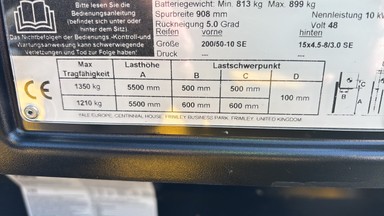 Bitte lesen Sie die
Bedienungsanleitung
(befindet sich unter oder
hinter dem Sitz).
Das Nichtbefolgen der Bedienungs.-Kontroll-und
Wartungsanweisung kann schwerwiegende
Verletzungen oder Tod zur Folge haben!
Batteriegewicht: Min. 813 kg Max. 899 kg
Spurbreite 908 mm
Rückneigung 5.0 Grad
Nennleistung 10
Volt 48
Reifen vorne hinten
Größe 200/50-10 SE 15x4.5-8/3.0 SE
Druck --- ---
Max Tragfähigkeit Lasthöhe Lastschwerpunkt
A B C D
1350 kg 5500 mm 500 mm 500 mm
100 mm
1210 kg 5500 mm 600 mm 600 mm
CE
B
C
A
YALE EUROPE, CENTENNIAL HOUSE, FRIMLEY BUSINESS PARK, FRIMLEY, UNITED KINGDOM